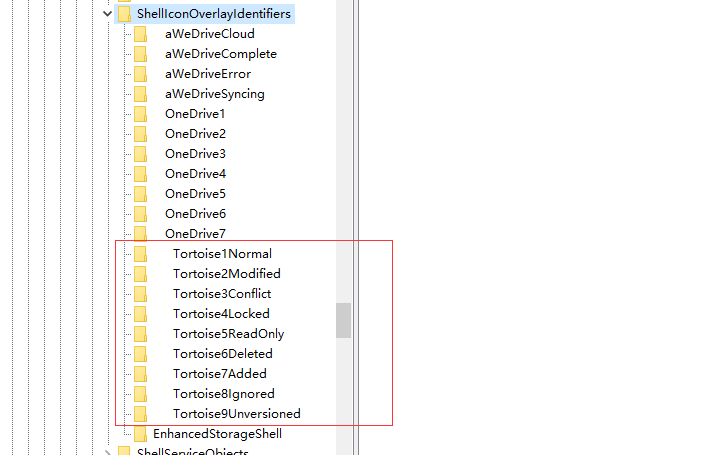 ShellIconOverlayIdentifiers
aWeDriveCloud
aWeDriveComplete
aWeDriveError
aWeDriveSyncing
OneDrive1
OneDrive2
OneDrive3
OneDrive4
OneDrive5
OneDrive6
OneDrive7
Tortoise1Normal
Tortoise2Modified
Tortoise3Conflict
Tortoise4Locked
Tortoise5ReadOnly
Tortoise6Deleted
Tortoise7Added
Tortoise8Ignored
Tortoise9Unversioned
EnhancedStorageShell
ShellServiceObjects